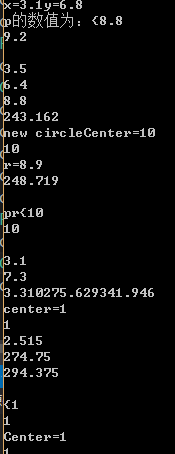 x=3.1y=6.8
p的数值为：{8.8
9.2
3.5
6.4
8.8
243.162
new circleCenter=10
10
r=8.9
248.719
pr{10
10
3.1
7.3
3.310275.629341.946
center=1
1
2.515
274.75
294.375
{1
1
Center=1
1